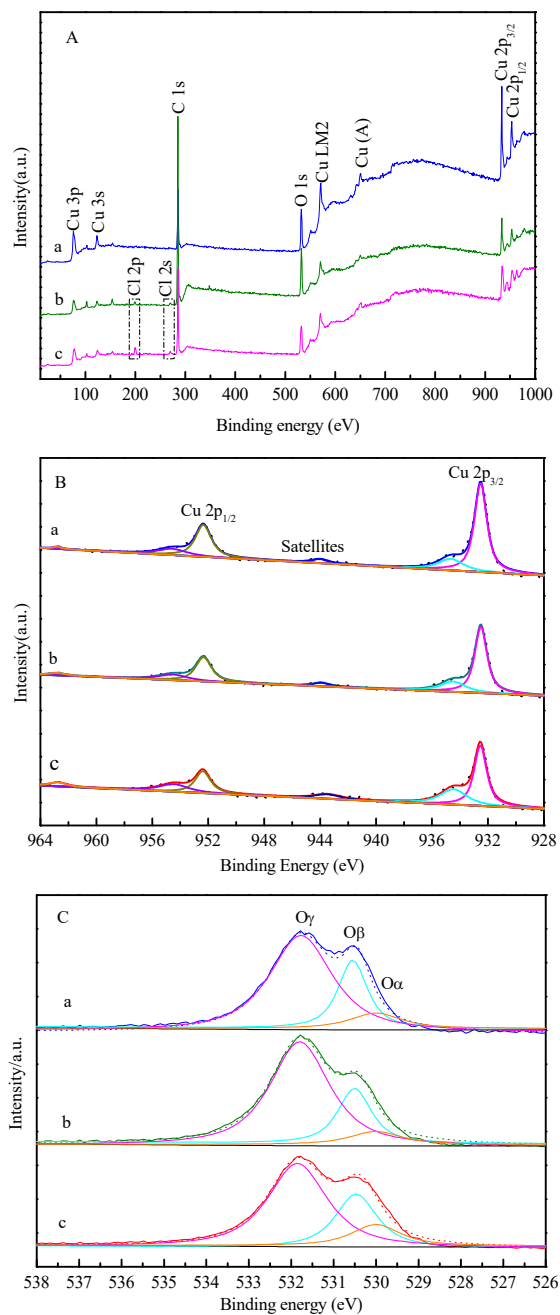 A
Cu 3p
Cu 3s
Cl 2p
Cl 2s
C 1s
O 1s
Cu LM2
Cu (A)
Cu 2p3/2
Cu 2p1/2
a
b
c
Intensity(a.u.)
100 200 300 400 500 600 700 800 900 1000
Binding energy (eV)
B
Cu 2p3/2
Cu 2p1/2
a
Satellites
b
c
Intensity(a.u.)
964 960 956 952 948 944 940 936 932 928
Binding Energy (eV)
C
Oγ
Oβ
Oα
a
b
c
Intensity/a.u.
538 537 536 535 534 533 532 531 530 529 528 527 526
Binding energy (eV)